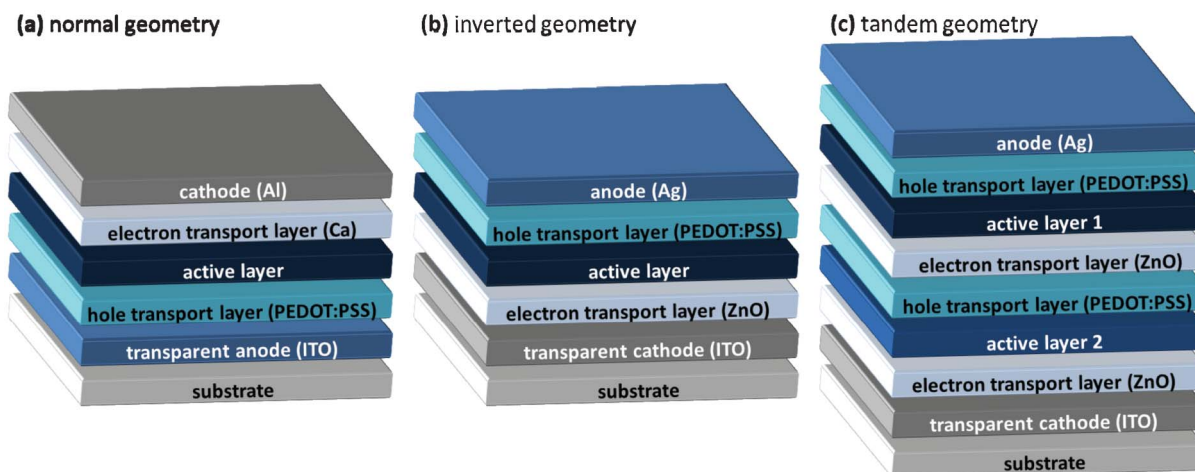 (a) normal geometry
cathode (Al)
electron transport layer (Ca)
active layer
hole transport layer (PEDOT:PSS)
transparent anode (ITO)
substrate
(b) inverted geometry
anode (Ag)
hole transport layer (PEDOT:PSS)
active layer
electron transport layer (ZnO)
transparent cathode (ITO)
substrate
(c) tandem geometry
anode (Ag)
hole transport layer (PEDOT:PSS)
active layer 1
electron transport layer (ZnO)
hole transport layer (PEDOT:PSS)
active layer 2
electron transport layer (ZnO)
transparent cathode (ITO)
substrate